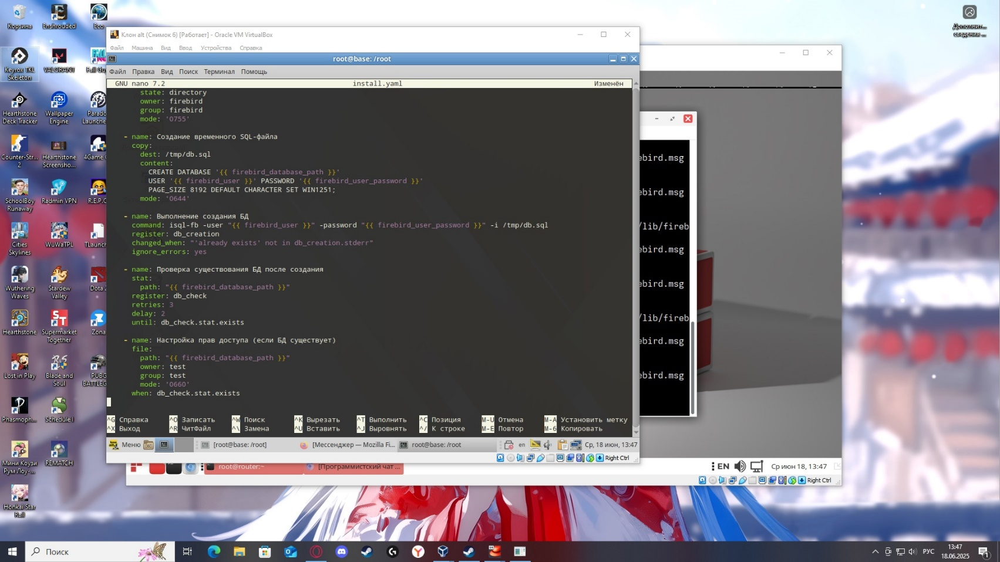 Корзина
Enshrouded
Eco
Keyrox TKL Skeleton
VALORANT
Hearthstone Deck Tracker
Wallpaper Engine
Counter-Str... 2
Hearthstone Screensho...
SchoolBoy Runaway
Radmin VPN
Cities Skylines
WuWaTPL
Wuthering Waves
Stardew Valley
Dota 2
Hearthstone
Supermarket Together
Zona
Lost in Play
Blade and Soul
PUBG BATTLEG
Phasmoph...
Schedule I
Мини Коузи Рум Лоу-...
REMATCH
Honkai Star Rail
Дополнит... сведения ...
Клон alt (Снимок 6) [Работает] - Oracle VM VirtualBox
Файл Машина Вид Ввод Устройства Справка
root@base: /root
Файл Правка Вид Поиск Терминал Помощь
GNU nano 7.2 install.yaml Изменён
state: directory
owner: firebird
group: firebird
mode: '0755'
- name: Создание временного SQL-файла
copy:
dest: /tmp/db.sql
content:
CREATE DATABASE '{{ firebird_database_path }}'
USER '{{ firebird_user }}' PASSWORD '{{ firebird_user_password }}'
PAGE_SIZE 8192 DEFAULT CHARACTER SET WIN1251;
mode: '0644'
- name: Выполнение создания БД
command: isql-fb -user "{{ firebird_user }}" -password "{{ firebird_user_password }}" -i /tmp/db.sql
register: db_creation
changed_when: "'already exists' not in db_creation.stderr"
ignore_errors: yes
- name: Проверка существования БД после создания
stat:
path: "{{ firebird_database_path }}"
register: db_check
retries: 3
delay: 2
until: db_check.stat.exists
- name: Настройка прав доступа (если БД существует)
file:
path: "{{ firebird_database_path }}"
owner: test
group: test
mode: '0660'
when: db_check.stat.exists
^G Справка ^O Записать ^W Поиск ^K Вырезать ^T Выполнить ^C Позиция M-U Отмена M-A Установить метку
^X Выход ^R ЧитФайл ^\ Замена ^U Вставить ^J Выровнять ^/ К строке M-E Повтор M-6 Копировать
Меню [root@base: /root] [Мессенджер — Mozilla Fi... root@base: /root en Ср, 18 июн, 13:47
Right Ctrl
ebird.msg
ebird.msg
/lib/fireb
ebird.msg
ebird.msg
/lib/fireb
ebird.msg
ebird.msg
root@router:~ [Программистский чат ... EN Ср июн 18, 13:47
Right Ctrl
Поиск
РУС
13:47
18.06.2025
1